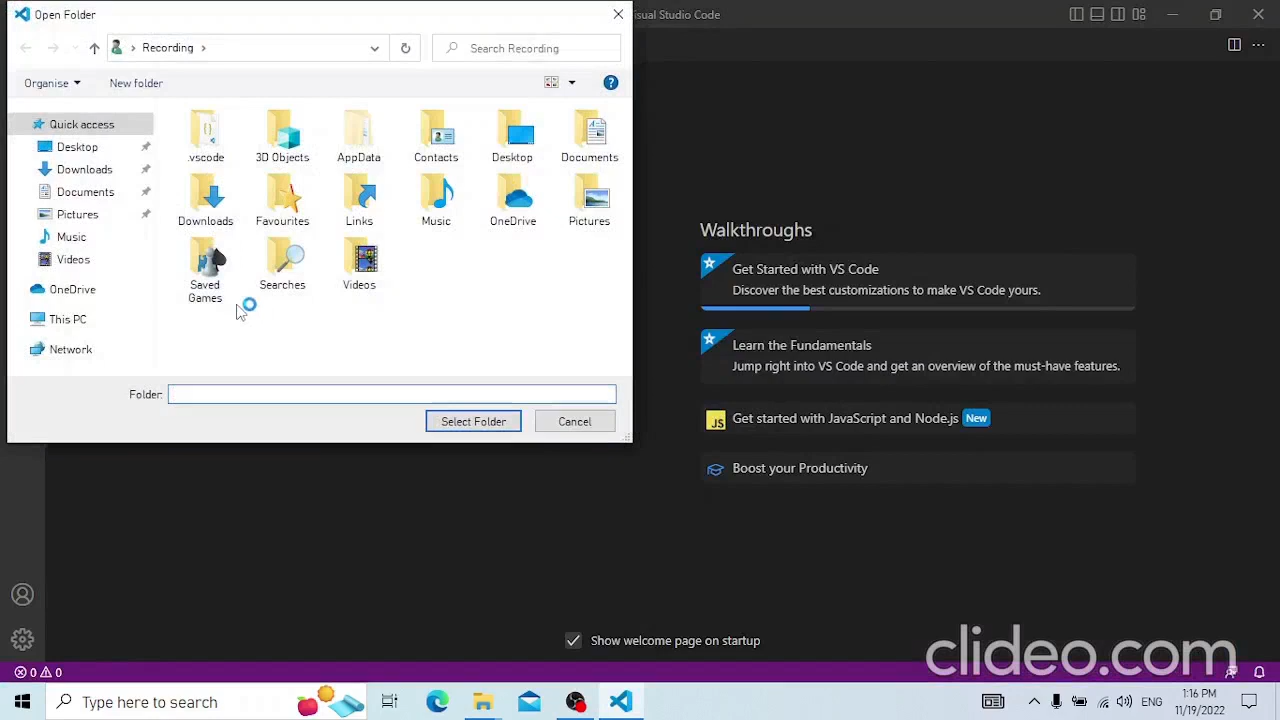 Open Folder
isual Studio Code
Recording
Search Recording
Organise
New folder
Quick access
Desktop
Downloads
Documents
Pictures
Music
Videos
OneDrive
This PC
Network
.vscode
3D Objects
AppData
Contacts
Desktop
Documents
Downloads
Favourites
Links
Music
OneDrive
Pictures
Saved
Games
Searches
Videos
Folder:
Select Folder
Cancel
Walkthroughs
Get Started with VS Code
Discover the best customizations to make VS Code yours.
Learn the Fundamentals
Jump right into VS Code and get an overview of the must-have features.
JS
Get started with JavaScript and Node.js New
Boost your Productivity
Show welcome page on startup
clideo.com
0 0
Type here to search
ENG
1:16 PM
11/19/2022